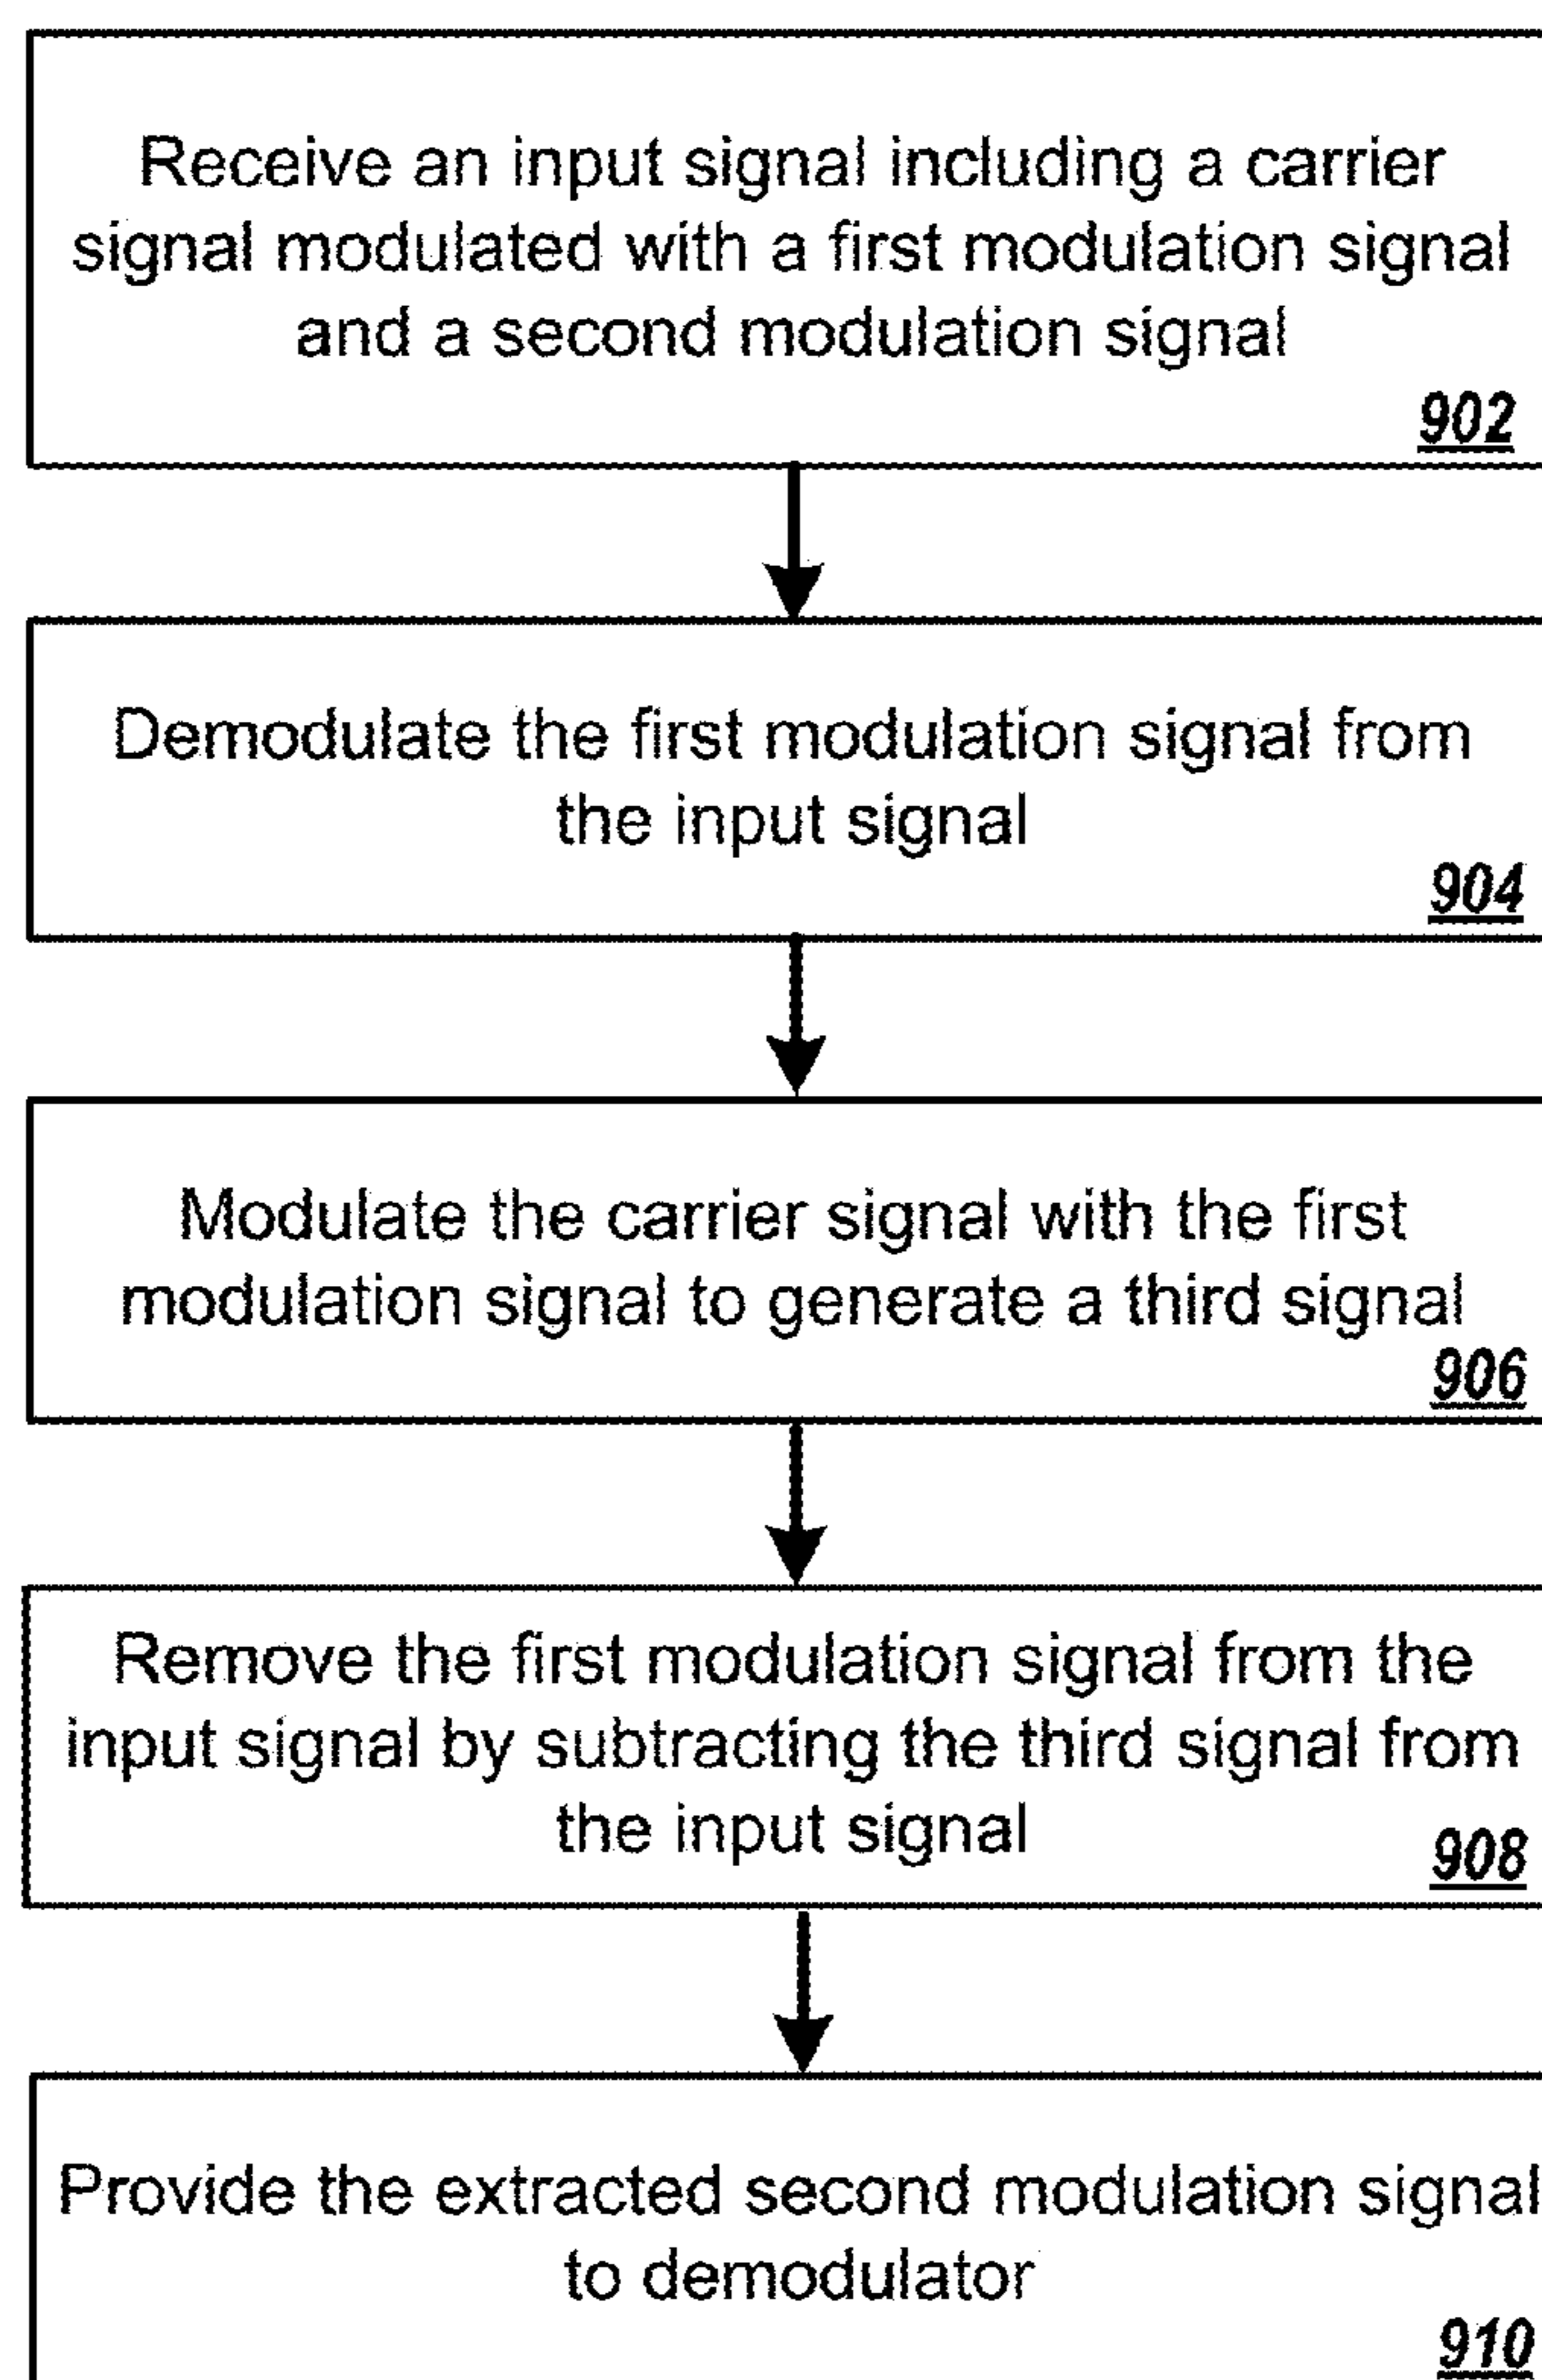 Receive an input signal including a carrier
signal modulated with a first modulation signal
and a second modulation signal
902
Demodulate the first modulation signal from
the input signal
904
Modulate the carrier signal with the first
modulation signal to generate a third signal
906
Remove the first modulation signal from the
input signal by subtracting the third signal from
the input signal
908
Provide the extracted second modulation signal
to demodulator
910